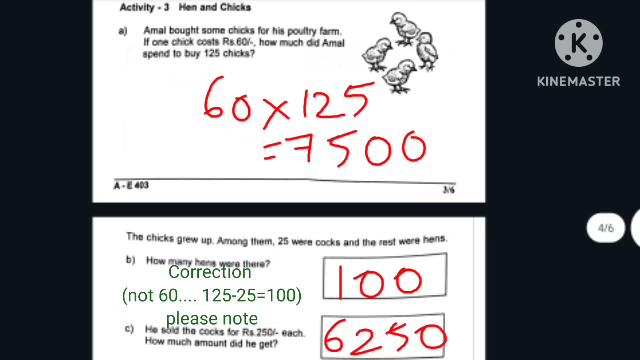 Activity - 3 Hen and Chicks
a) Amal bought some chicks for his poultry farm.
If one chick costs Rs.60/-, how much did Amal
spend to buy 125 chicks?
K
KINEMASTER
60 x 125
= 7500
A - E 403
3/6
4/6
The chicks grew up. Among them, 25 were cocks and the rest were hens.
b) How many hens were there?
100
Correction
(not 60.... 125-25=100)
please note
c) He sold the cocks for Rs.250/- each.
How much amount did he get?
6250